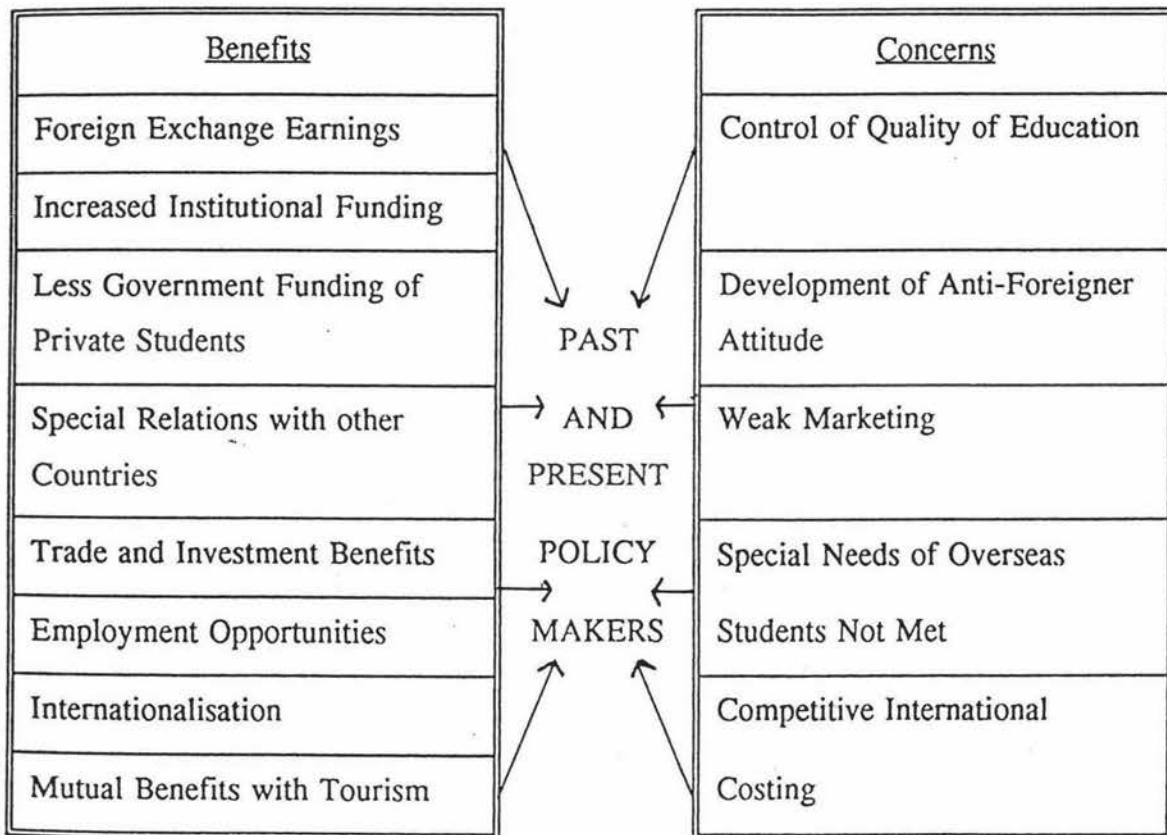 Benefits
Foreign Exchange Earnings
Increased Institutional Funding
Less Government Funding of
Private Students
Special Relations with other
Countries
Trade and Investment Benefits
Employment Opportunities
Internationalisation
Mutual Benefits with Tourism
PAST
AND
PRESENT
POLICY
MAKERS
Concerns
Control of Quality of Education
Development of Anti-Foreigner
Attitude
Weak Marketing
Special Needs of Overseas
Students Not Met
Competitive International
Costing